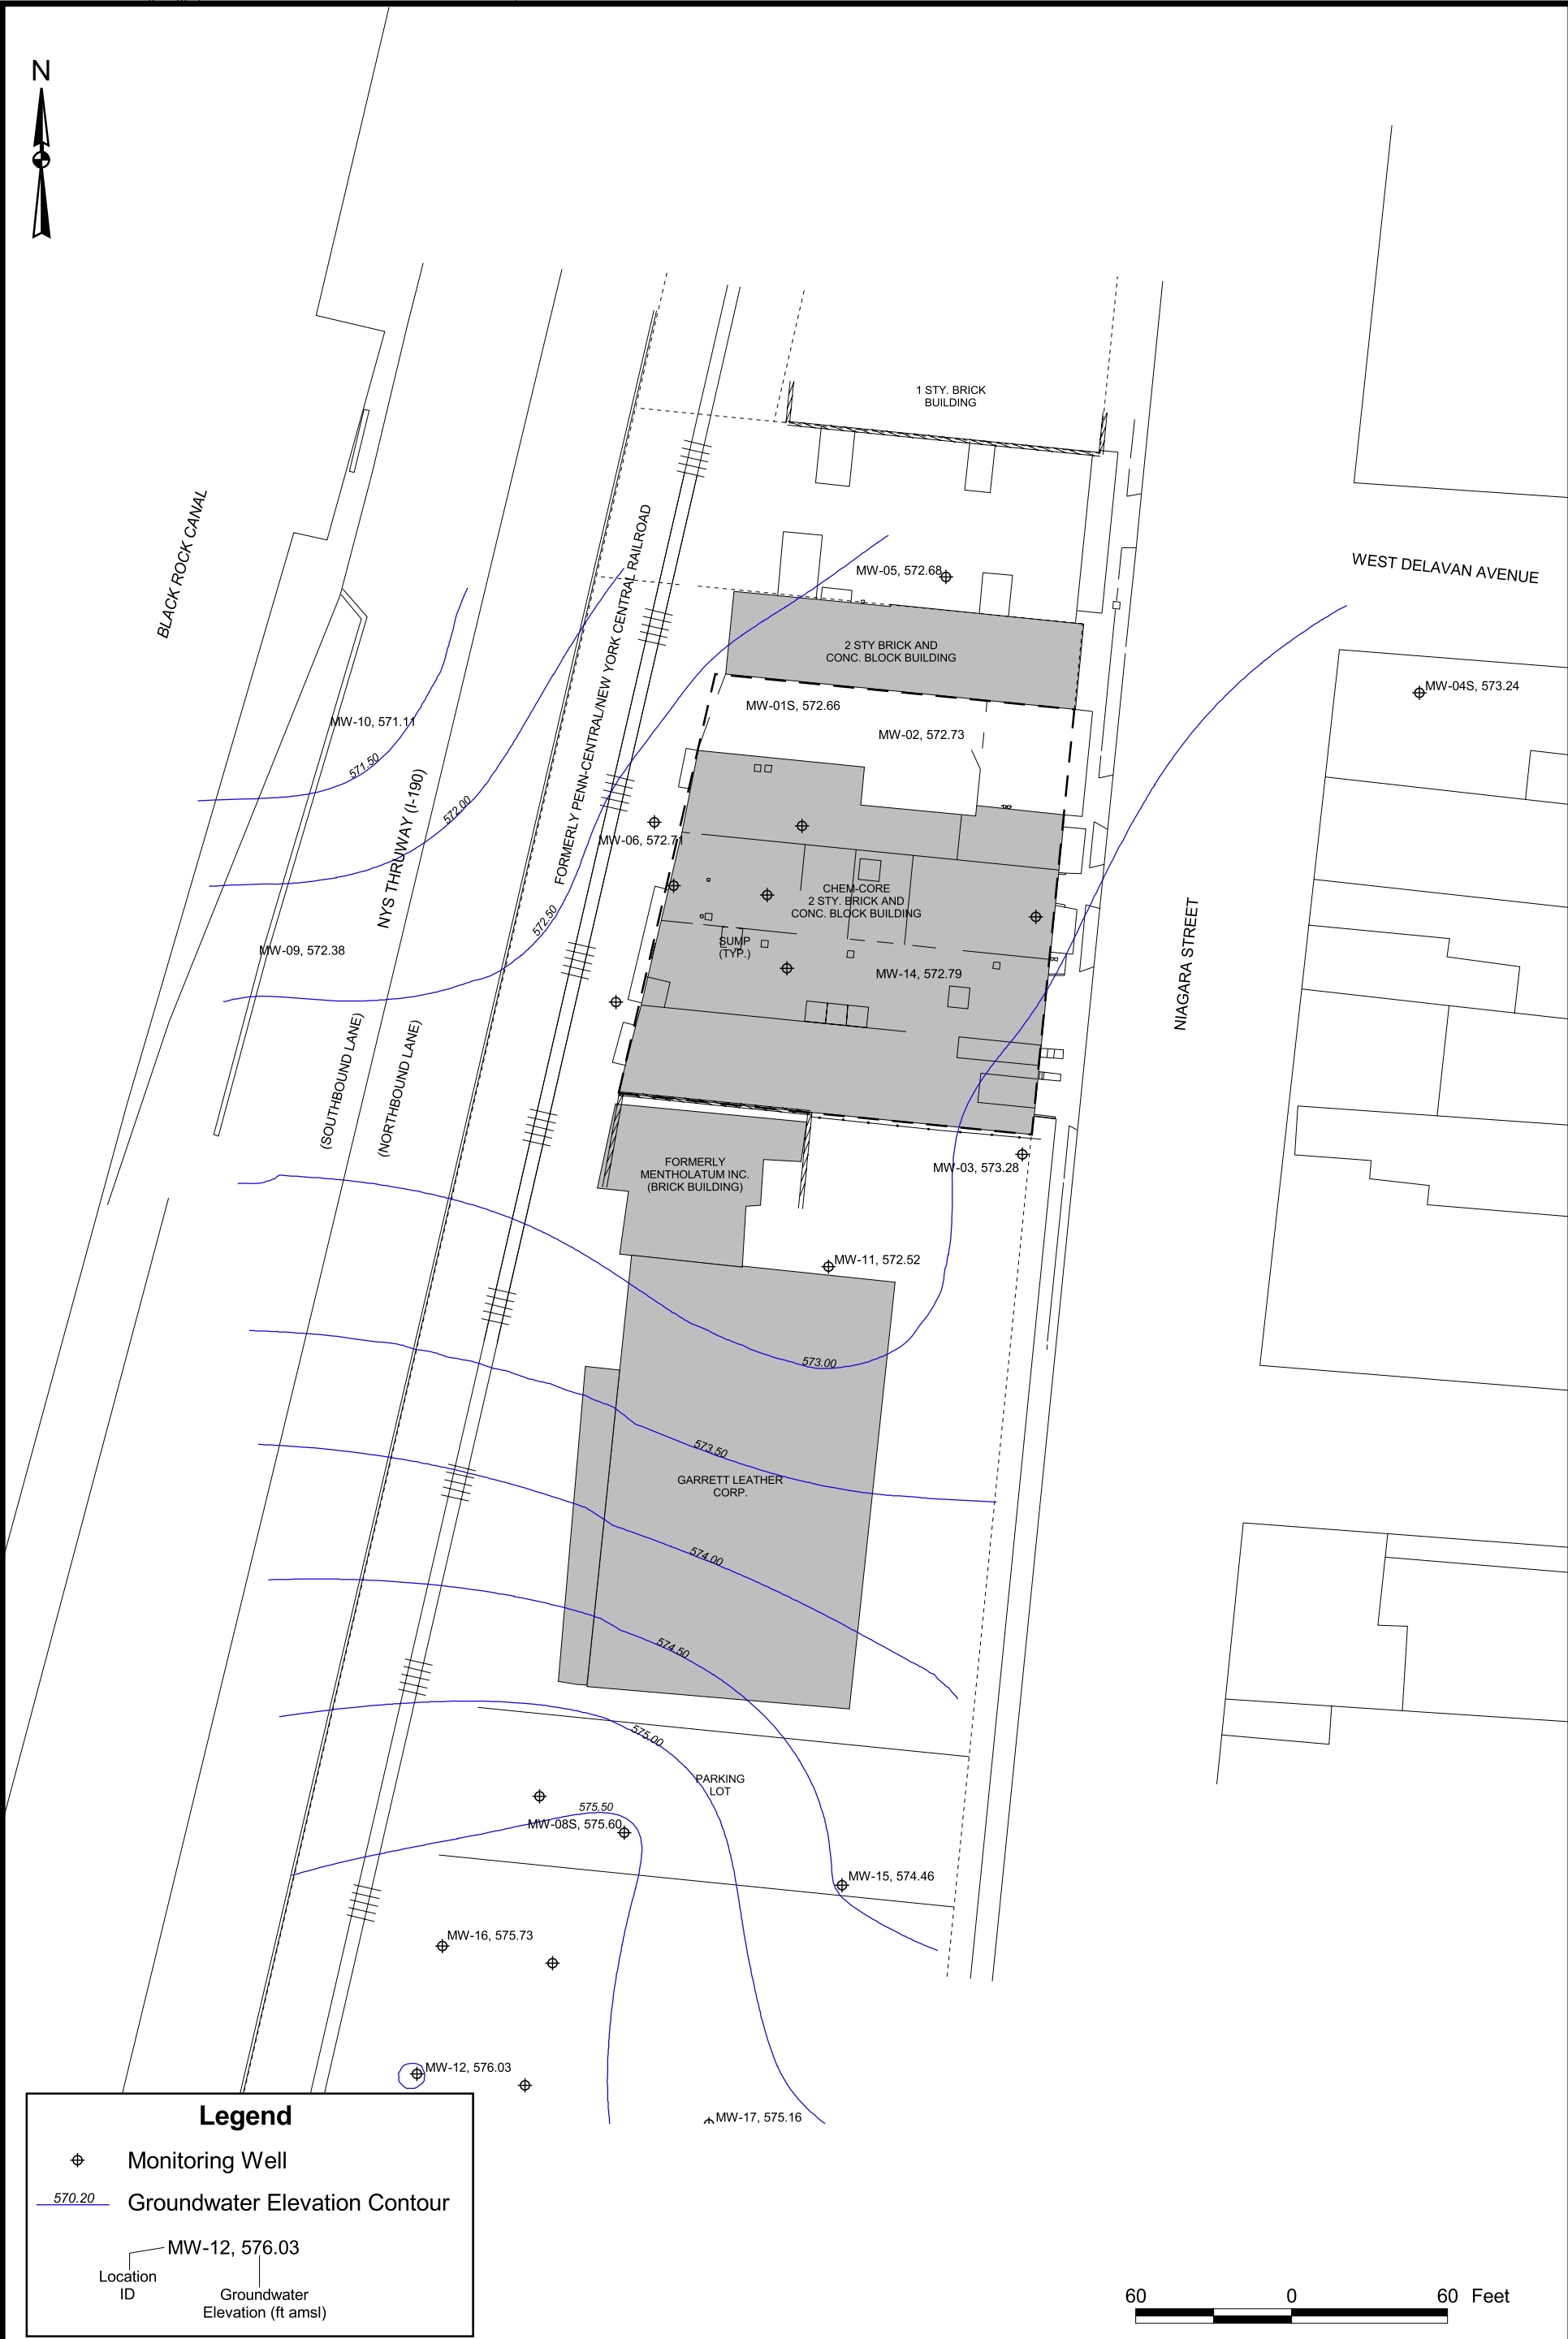 N
1 STY. BRICK
BUILDING
BLACK ROCK CANAL
FORMERLY PENN-CENTRAL/NEW YORK CENTRAL RAILROAD
MW-05, 572.68
WEST DELAVAN AVENUE
2 STY BRICK AND
CONC. BLOCK BUILDING
MW-04S, 573.24
MW-01S, 572.66
MW-10, 571.11
MW-02, 572.73
571.50
NYS THRUWAY (I-190)
572.00
MW-06, 572.71
CHEM-CORE
2 STY. BRICK AND
CONC. BLOCK BUILDING
572.50
NIAGARA STREET
SUMP
(TYP.)
MW-09, 572.38
MW-14, 572.79
(SOUTHBOUND LANE)
(NORTHBOUND LANE)
FORMERLY
MENTHOLATUM INC.
(BRICK BUILDING)
MW-03, 573.28
MW-11, 572.52
573.00
573.50
GARRETT LEATHER
CORP.
574.00
574.50
575.00
PARKING
LOT
575.50
MW-08S, 575.60
MW-15, 574.46
MW-16, 575.73
MW-12, 576.03
MW-17, 575.16
Legend
Monitoring Well
570.20
Groundwater Elevation Contour
MW-12, 576.03
Location
ID
Groundwater
Elevation (ft amsl)
60 0 60 Feet